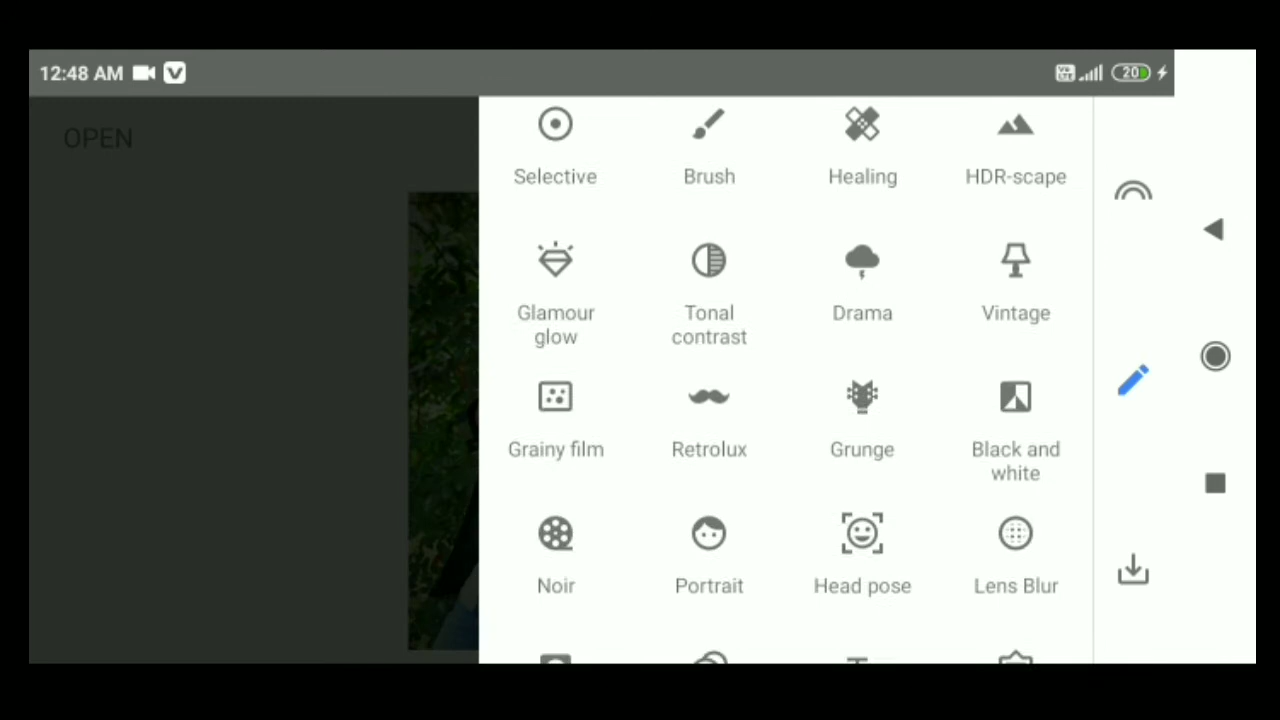 12:48 AM
20
OPEN
Selective
Brush
Healing
HDR-scape
Glamour
glow
Tonal
contrast
Drama
Vintage
Grainy film
Retrolux
Grunge
Black and
white
Noir
Portrait
Head pose
Lens Blur